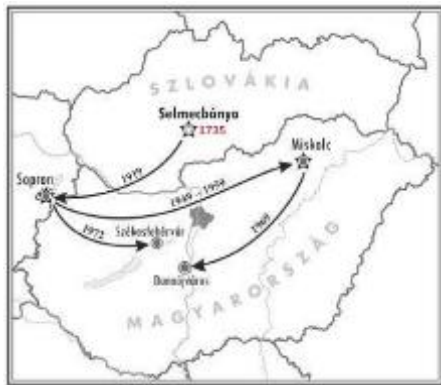 SZLOVÁKIA
Selmecbánya
1735
Miskolc
1919
Sopron
1949 - 1959
1972
Székesfehérvár
1969
Dunaújváros
MAGYARORSZÁG